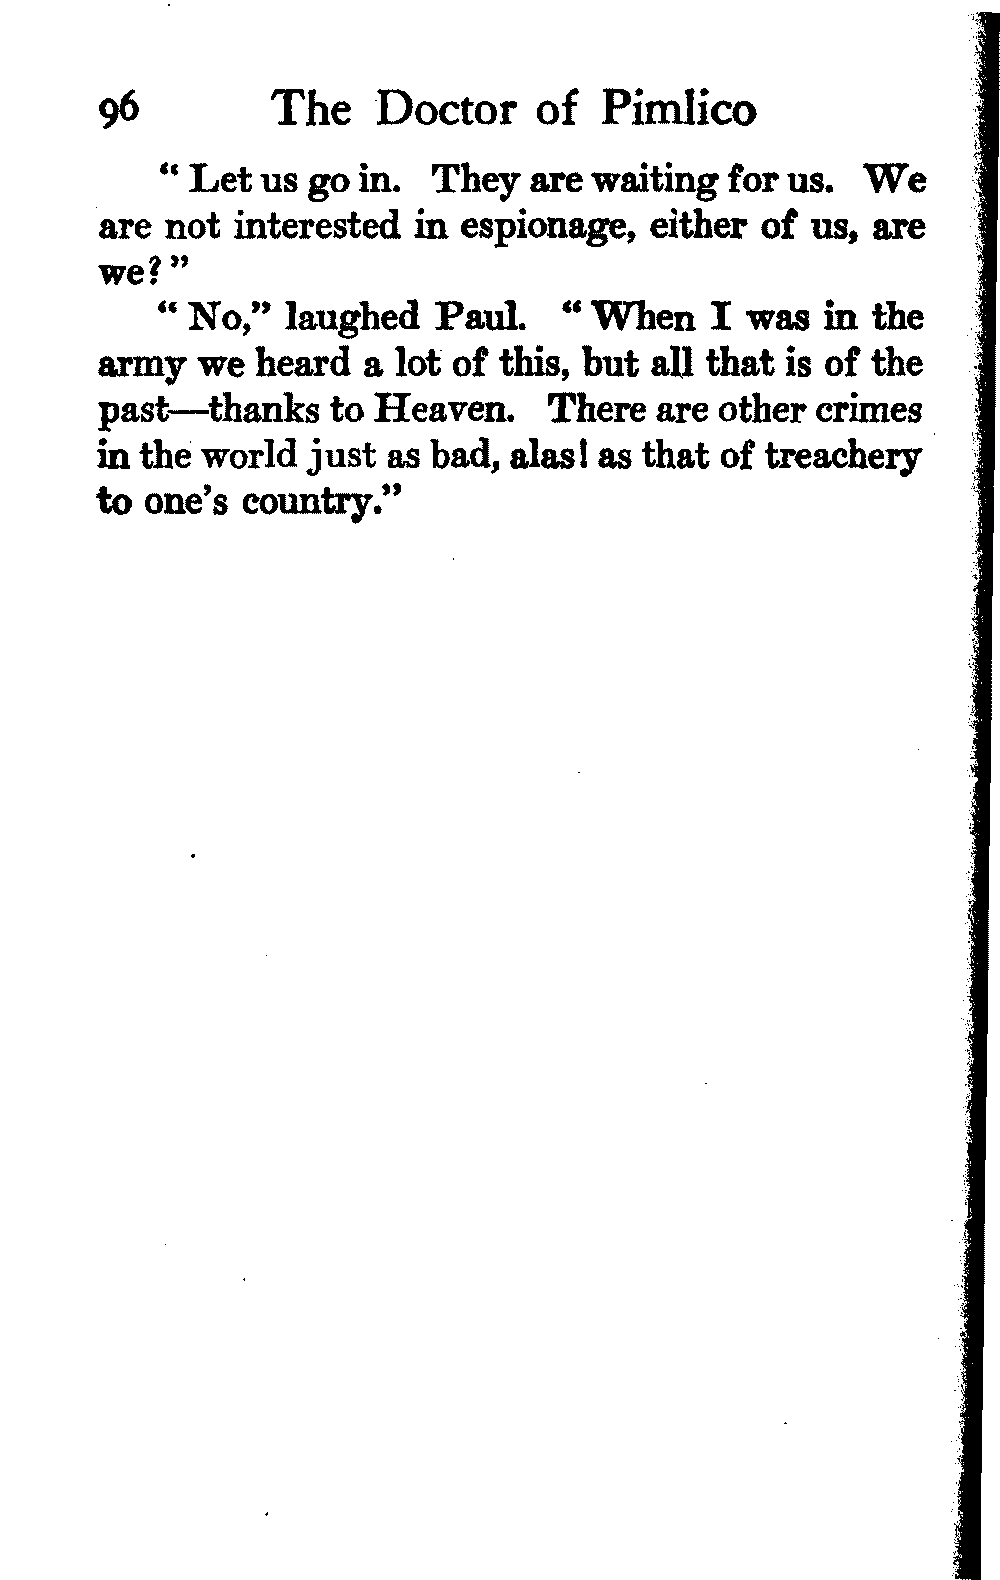 96 The Doctor of Pimlico
“ Let us go in. They are waiting for us. We
are not interested in espionage, either of us, are
we? ”
“ No,” laughed Paul. “ When I was in the
army we heard a lot of this, but all that is of the
past—thanks to Heaven. There are other crimes
in the world just as bad, alas! as that of treachery
to one’s country.”